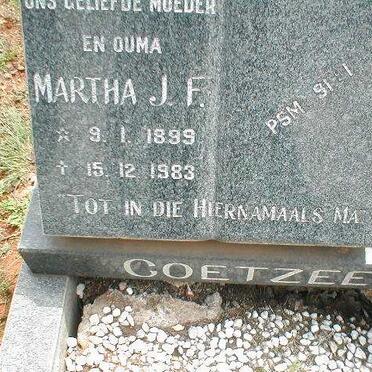 ONS GELIEFDE MOEDER
EN OUMA
MARTHA J. F.
☆ 9. 1. 1899
✝ 15. 12. 1983
PSM 91:1
"TOT IN DIE HIERNAMAALS MA.
COETZEE